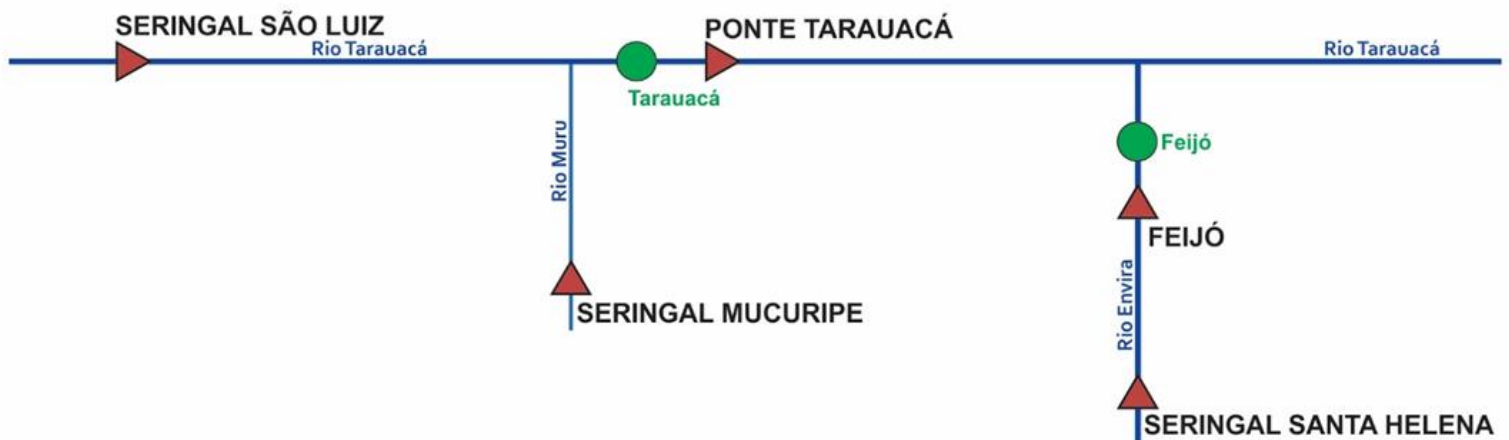 SERINGAL SÃO LUIZ
PONTE TARAUACÁ
Rio Tarauacá
Rio Tarauacá
Tarauacá
Rio Muru
Feijó
FEIJÓ
Rio Envira
SERINGAL MUCURIPE
SERINGAL SANTA HELENA